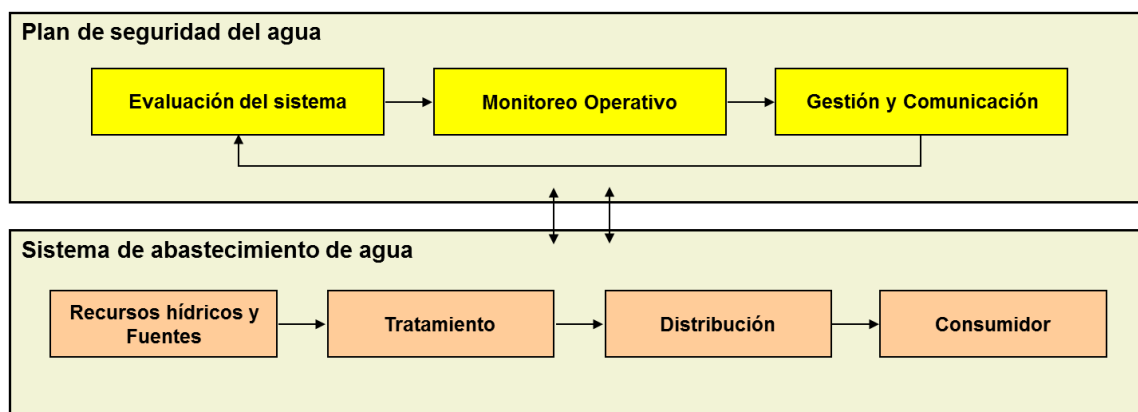 Plan de seguridad del agua
Evaluación del sistema
Monitoreo Operativo
Gestión y Comunicación
Sistema de abastecimiento de agua
Recursos hídricos y
Fuentes
Tratamiento
Distribución
Consumidor